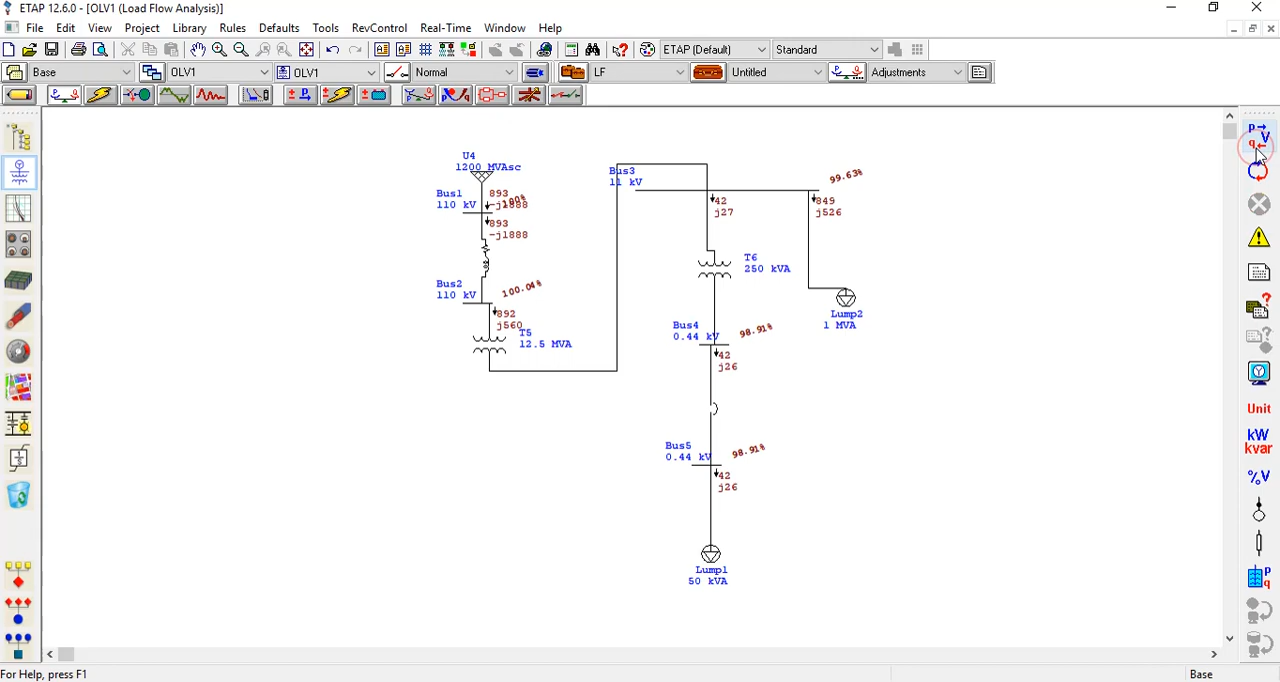 ETAP 12.6.0 - [OLV1 (Load Flow Analysis)]
File Edit View Project Library Rules Defaults Tools RevControl Real-Time Window Help
ETAP (Default) Standard
Base OLV1 OLV1 Normal LF Untitled Adjustments
U4
1200 MVAsc
Bus1
110 kV
893
-j1888
100%
893
-j1888
Bus2
110 kV
100.04%
892
j560
T5
12.5 MVA
Bus3
11 kV
99.63%
42
j27
849
j526
T6
250 kVA
Lump2
1 MVA
Bus4
0.44 kV
98.91%
42
j26
Bus5
0.44 kV
98.91%
42
j26
Lump1
50 kVA
P
V
q
Unit
kW
kvar
%V
P
q
For Help, press F1
Base